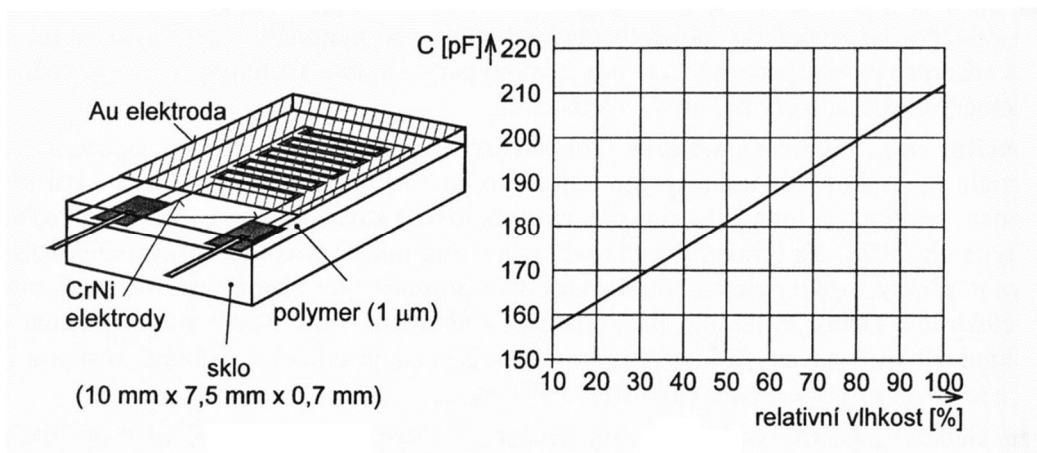 Au elektroda
CrNi
elektrody
polymer (1 μm)
sklo
(10 mm x 7,5 mm x 0,7 mm)
C [pF]
220
210
200
190
180
170
160
150
10 20 30 40 50 60 70 80 90 100
relativní vlhkost [%]